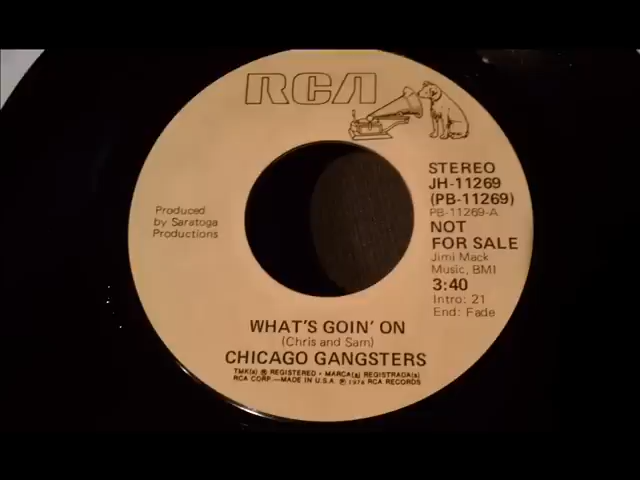 RCA
STEREO
JH-11269
(PB-11269)
PB-11269-A
NOT
FOR SALE
Jimi Mack
Music, BMI
3:40
Intro: 21
End: Fade
Produced
by Saratoga
Productions
WHAT'S GOIN' ON
(Chris and Sam)
CHICAGO GANGSTERS
TMK(s) ® REGISTERED • MARCA(s) REGISTRADA(s)
RCA CORP.—MADE IN U.S.A ℗ 1978 RCA RECORDS